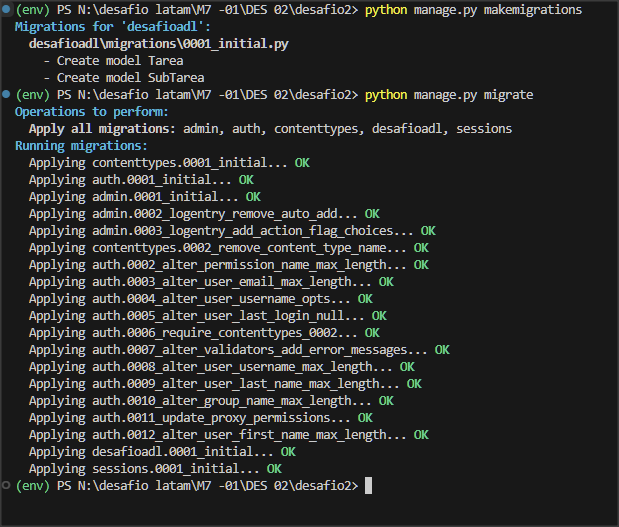 (env) PS N:\desafio latam\M7 -01\DES 02\desafio2> python manage.py makemigrations
Migrations for 'desafioadl':
  desafioadl\migrations\0001_initial.py
    - Create model Tarea
    - Create model SubTarea
(env) PS N:\desafio latam\M7 -01\DES 02\desafio2> python manage.py migrate
Operations to perform:
  Apply all migrations: admin, auth, contenttypes, desafioadl, sessions
Running migrations:
  Applying contenttypes.0001_initial... OK
  Applying auth.0001_initial... OK
  Applying admin.0001_initial... OK
  Applying admin.0002_logentry_remove_auto_add... OK
  Applying admin.0003_logentry_add_action_flag_choices... OK
  Applying contenttypes.0002_remove_content_type_name... OK
  Applying auth.0002_alter_permission_name_max_length... OK
  Applying auth.0003_alter_user_email_max_length... OK
  Applying auth.0004_alter_user_username_opts... OK
  Applying auth.0005_alter_user_last_login_null... OK
  Applying auth.0006_require_contenttypes_0002... OK
  Applying auth.0007_alter_validators_add_error_messages... OK
  Applying auth.0008_alter_user_username_max_length... OK
  Applying auth.0009_alter_user_last_name_max_length... OK
  Applying auth.0010_alter_group_name_max_length... OK
  Applying auth.0011_update_proxy_permissions... OK
  Applying auth.0012_alter_user_first_name_max_length... OK
  Applying desafioadl.0001_initial... OK
  Applying sessions.0001_initial... OK
(env) PS N:\desafio latam\M7 -01\DES 02\desafio2>